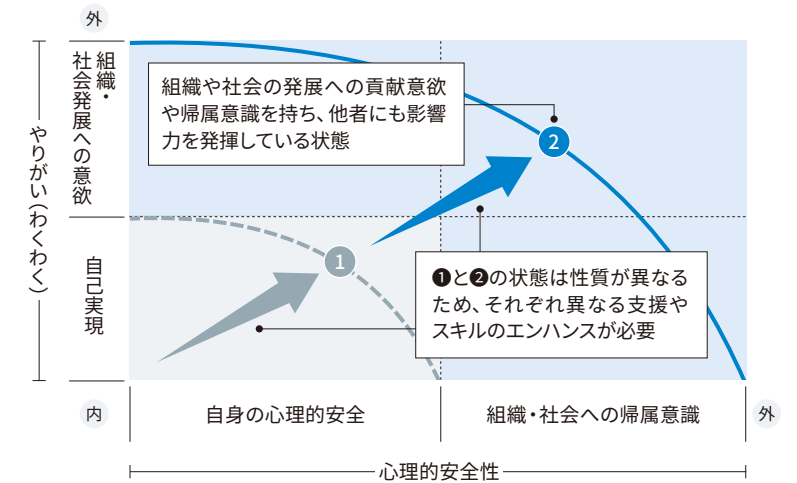 外
組織・
社会発展への意欲
やりがい（わくわく）
自己実現
組織や社会の発展への貢献意欲
や帰属意識を持ち、他者にも影響
力を発揮している状態
2
1
❶と❷の状態は性質が異なる
ため、それぞれ異なる支援や
スキルのエンハンスが必要
内
自身の心理的安全
組織・社会への帰属意識
外
心理的安全性